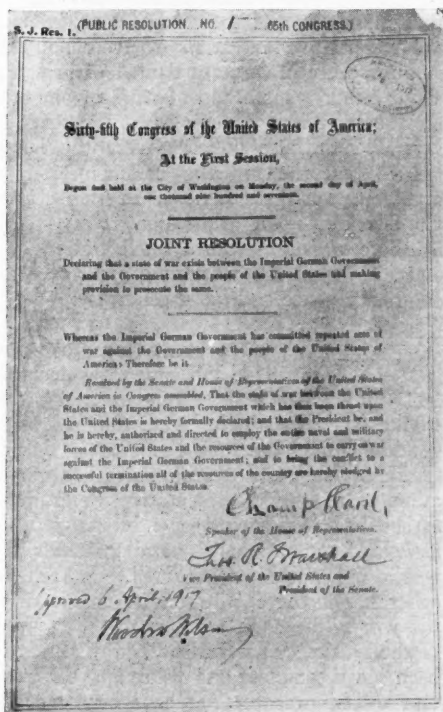 S. J. Res. 1.
(PUBLIC RESOLUTION NO. 1 65th CONGRESS.)
Sixty-fifth Congress of the United States of America;
At the First Session,
Begun and held at the City of Washington on Monday, the second day of April,
one thousand nine hundred and seventeen.
JOINT RESOLUTION
Declaring that a state of war exists between the Imperial German Government
and the Government and the people of the United States and making
provision to prosecute the same.
Whereas the Imperial German Government has committed repeated acts of
war against the Government and the people of the United States of
America: Therefore be it
Resolved by the Senate and House of Representatives of the United States
of America in Congress assembled, That the state of war between the United
States and the Imperial German Government which has thus been thrust upon
the United States is hereby formally declared; and that the President be, and
he is hereby, authorized and directed to employ the entire naval and military
forces of the United States and the resources of the Government to carry on war
against the Imperial German Government; and to bring the conflict to a
successful termination all of the resources of the country are hereby pledged by
the Congress of the United States.
Champ Clark,
Speaker of the House of Representatives.
Thos. R. Marshall
Vice President of the United States and
President of the Senate.
Approved 6 April, 1917
Woodrow Wilson